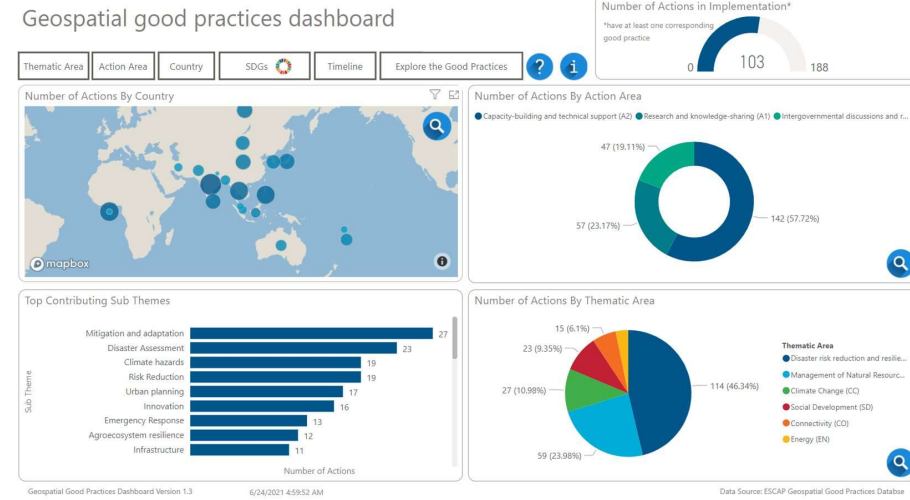 Geospatial good practices dashboard
Number of Actions in Implementation*
*have at least one corresponding
good practice
0
103
188
Thematic Area
Action Area
Country
SDGs
Timeline
Explore the Good Practices
?
i
Number of Actions By Country
mapbox
i
Number of Actions By Action Area
Capacity-building and technical support (A2)
Research and knowledge-sharing (A1)
Intergovernmental discussions and r...
47 (19.11%)
57 (23.17%)
142 (57.72%)
Top Contributing Sub Themes
Sub Theme
Mitigation and adaptation 27
Disaster Assessment 23
Climate hazards 19
Risk Reduction 19
Urban planning 17
Innovation 16
Emergency Response 13
Agroecosystem resilience 12
Infrastructure 11
Number of Actions
Number of Actions By Thematic Area
15 (6.1%)
23 (9.35%)
27 (10.98%)
59 (23.98%)
114 (46.34%)
Thematic Area
Disaster risk reduction and resilie...
Management of Natural Resourc...
Climate Change (CC)
Social Development (SD)
Connectivity (CO)
Energy (EN)
Geospatial Good Practices Dashboard Version 1.3
6/24/2021 4:59:52 AM
Data Source: ESCAP Geospatial Good Practices Databse